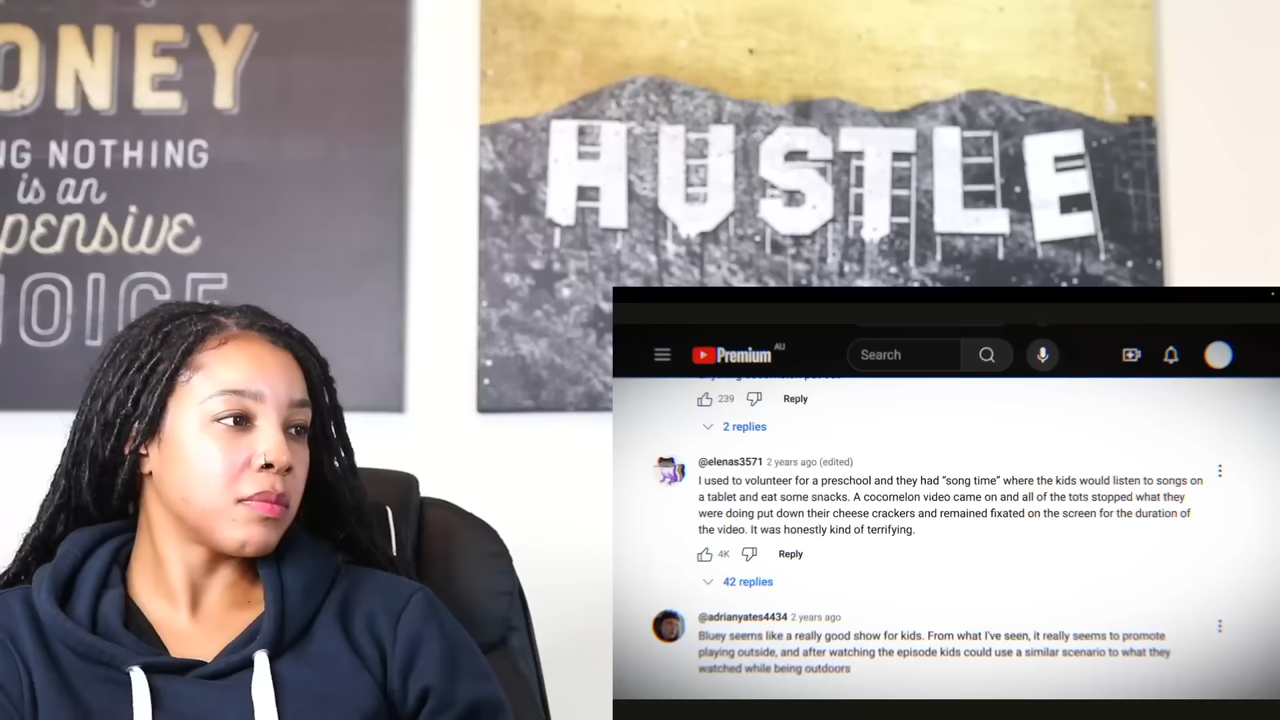 ONEY
NG NOTHING
is an
pensive
HOICE
HUSTLE
Premium
AU
Search
239
Reply
2 replies
@elenas3571 2 years ago (edited)
I used to volunteer for a preschool and they had “song time” where the kids would listen to songs on
a tablet and eat some snacks. A cocomelon video came on and all of the tots stopped what they
were doing put down their cheese crackers and remained fixated on the screen for the duration of
the video. It was honestly kind of terrifying.
4K
Reply
42 replies
@adrianyates4434 2 years ago
Bluey seems like a really good show for kids. From what I've seen, it really seems to promote
playing outside, and after watching the episode kids could use a similar scenario to what they
watched while being outdoors